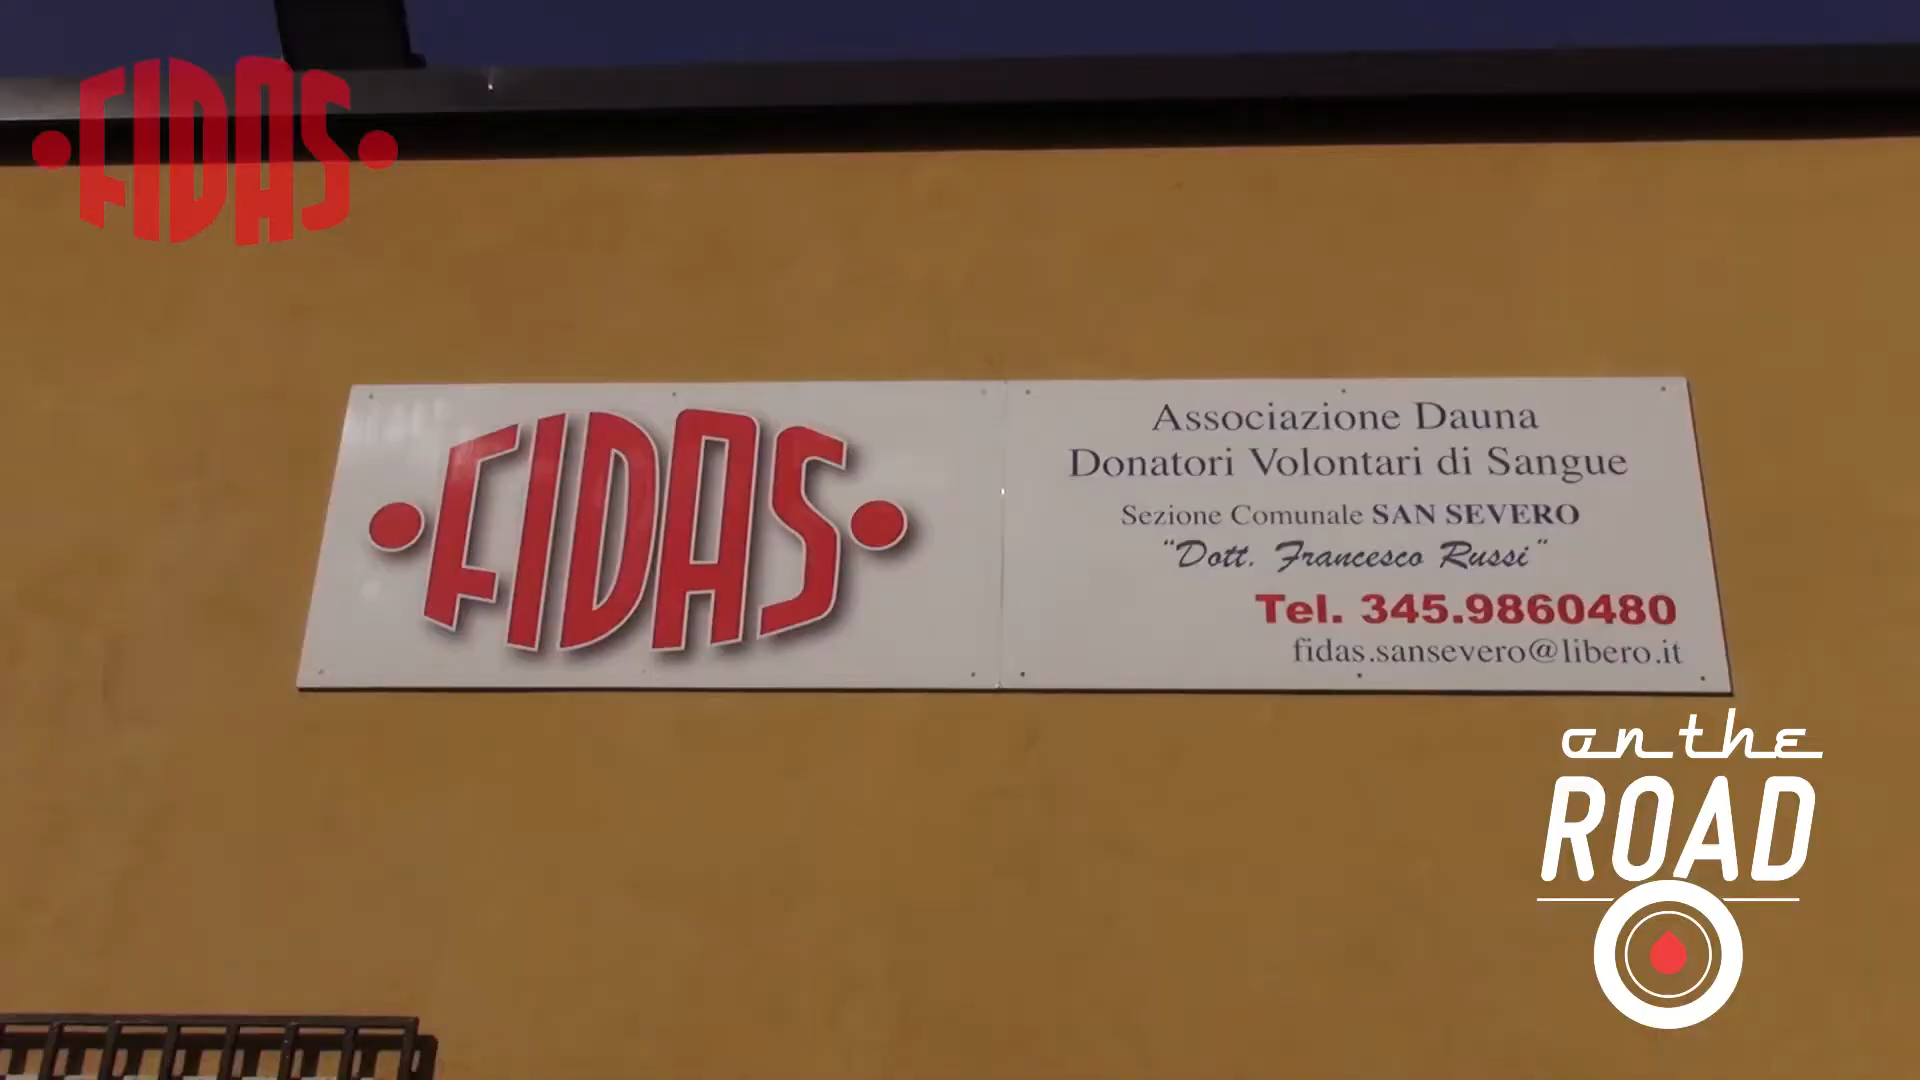 FIDAS
FIDAS
Associazione Dauna
Donatori Volontari di Sangue
Sezione Comunale SAN SEVERO
"Dott. Francesco Russi"
Tel. 345.9860480
fidas.sansevero@libero.it
on the
ROAD